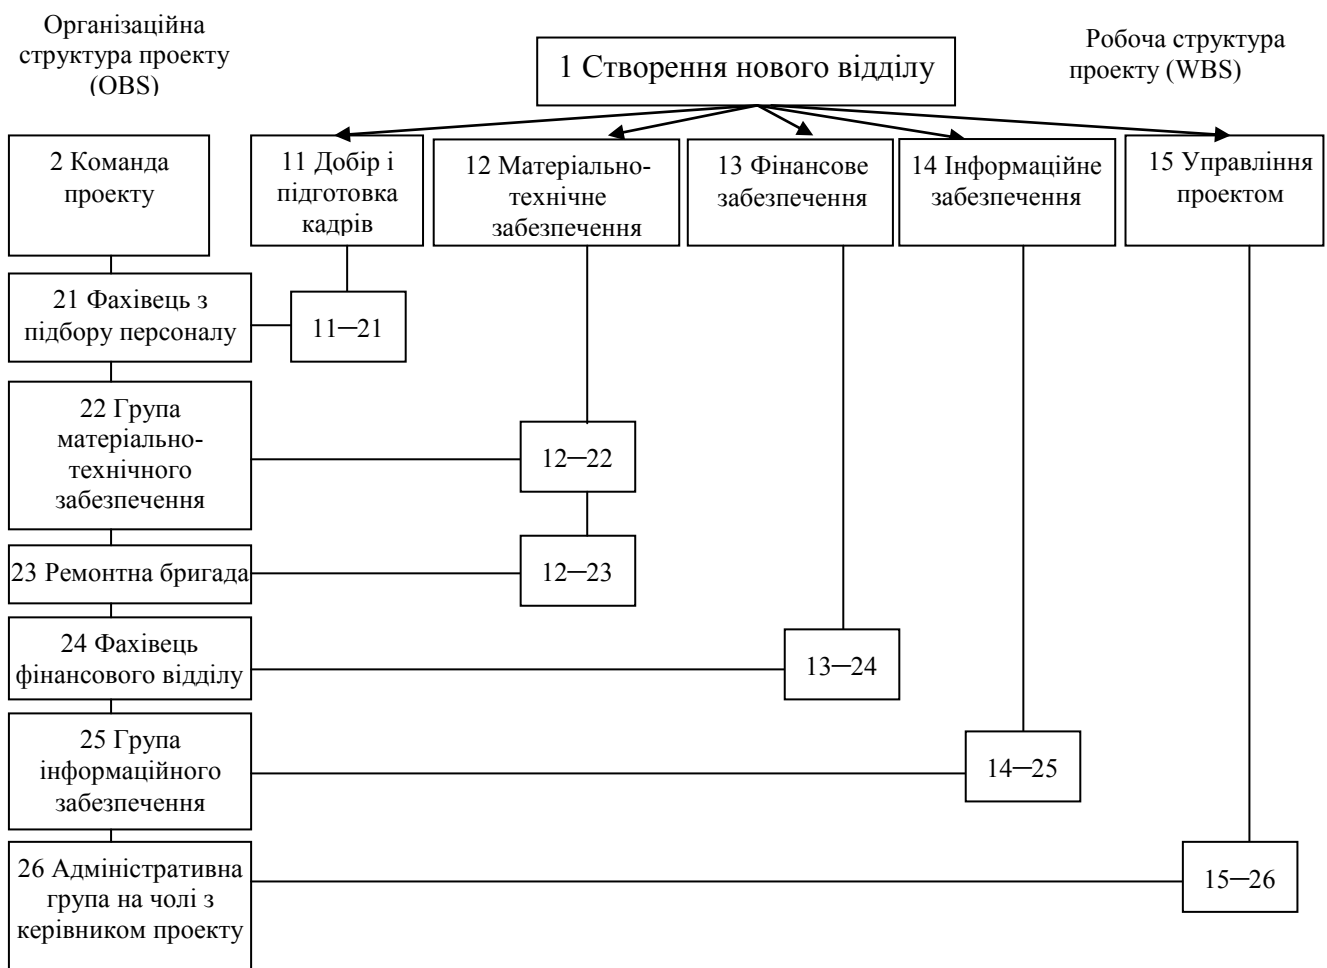 Організаційна
структура проекту
(OBS)
1 Створення нового відділу
Робоча структура
проекту (WBS)
2 Команда
проекту
11 Добір і
підготовка
кадрів
12 Матеріально-
технічне
забезпечення
13 Фінансове
забезпечення
14 Інформаційне
забезпечення
15 Управління
проектом
21 Фахівець з
підбору персоналу
11—21
22 Група
матеріально-
технічного
забезпечення
12—22
23 Ремонтна бригада
12—23
24 Фахівець
фінансового відділу
13—24
25 Група
інформаційного
забезпечення
14—25
26 Адміністративна
група на чолі з
керівником проекту
15—26